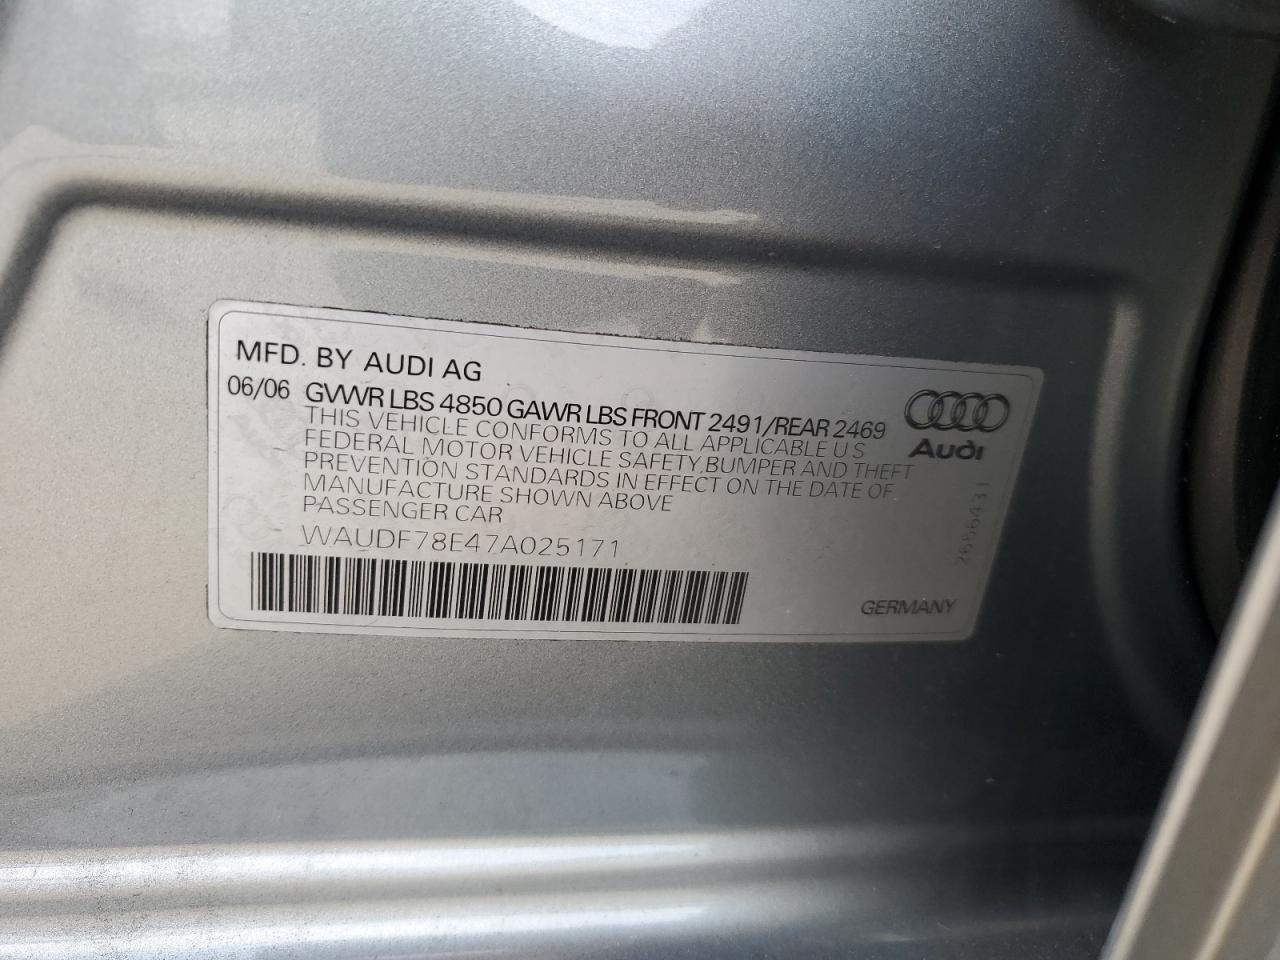 MFD. BY AUDI AG
06/06 GVWR LBS 4850 GAWR LBS FRONT 2491/REAR 2469
THIS VEHICLE CONFORMS TO ALL APPLICABLE U S
FEDERAL MOTOR VEHICLE SAFETY,BUMPER AND THEFT
PREVENTION STANDARDS IN EFFECT ON THE DATE OF
MANUFACTURE SHOWN ABOVE
PASSENGER CAR
WAUDF78E47A025171
Audi
2656431
GERMANY